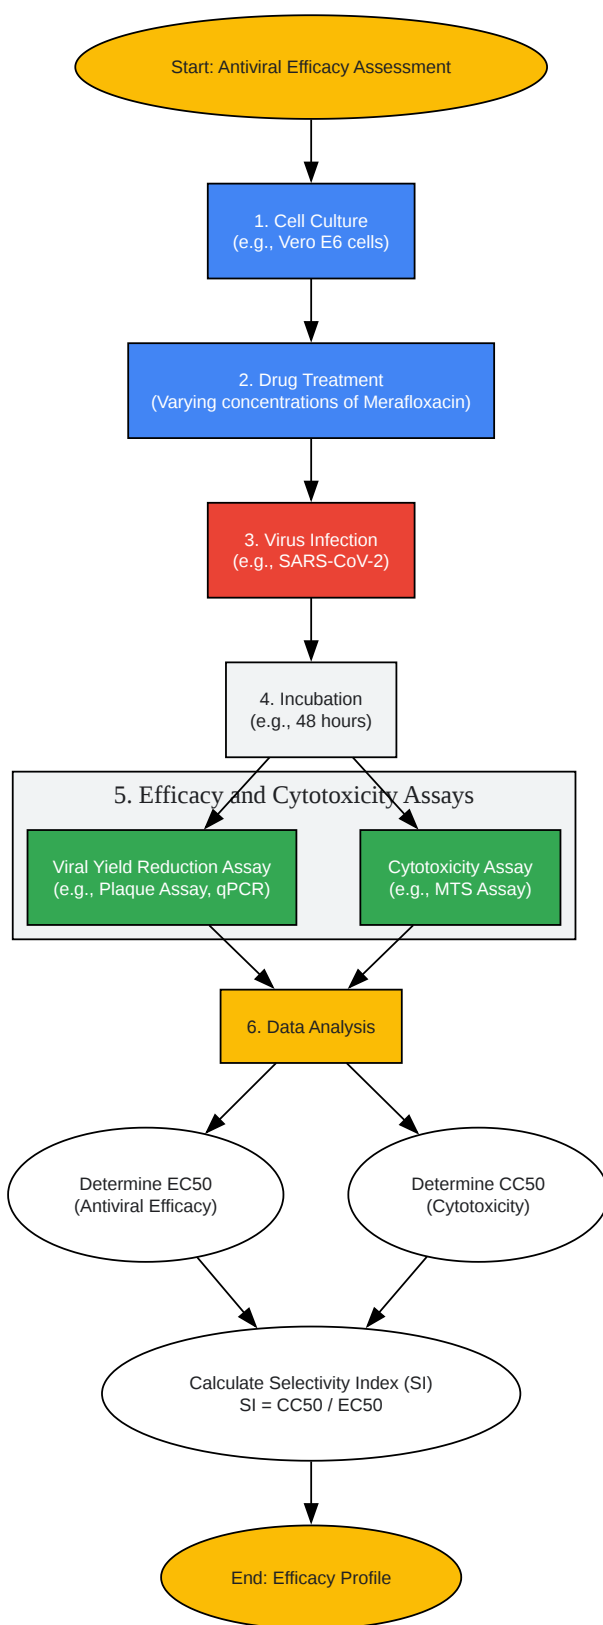 Start: Antiviral Efficacy Assessment
1. Cell Culture
(e.g., Vero E6 cells)
2. Drug Treatment
(Varying concentrations of Merafloxacin)
3. Virus Infection
(e.g., SARS-CoV-2)
4. Incubation
(e.g., 48 hours)
5. Efficacy and Cytotoxicity Assays
Viral Yield Reduction Assay
(e.g., Plaque Assay, qPCR)
Cytotoxicity Assay
(e.g., MTS Assay)
6. Data Analysis
Determine EC50
(Antiviral Efficacy)
Determine CC50
(Cytotoxicity)
Calculate Selectivity Index (SI)
SI = CC50 / EC50
End: Efficacy Profile